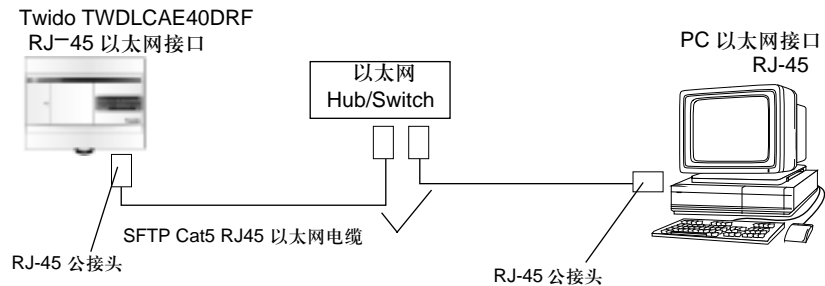 Twido TWDLCAE40DRF
RJ-45 以太网接口
PC 以太网接口
RJ-45
以太网
Hub/Switch
SFTP Cat5 RJ45 以太网电缆
RJ-45 公接头
RJ-45 公接头